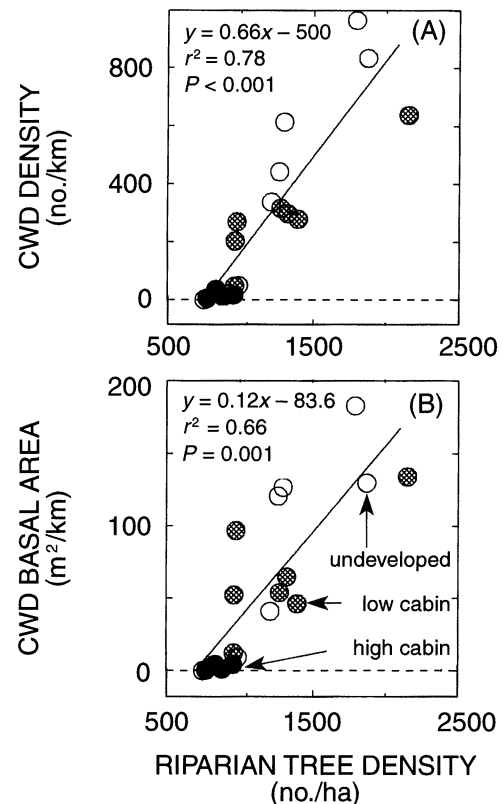 (A)
y = 0.66x – 500
r² = 0.78
P < 0.001
CWD DENSITY
(no./km)
800
400
0
500
1500
2500
(B)
y = 0.12x – 83.6
r² = 0.66
P = 0.001
CWD BASAL AREA
(m²/km)
200
100
0
undeveloped
low cabin
high cabin
500
1500
2500
RIPARIAN TREE DENSITY
(no./ha)